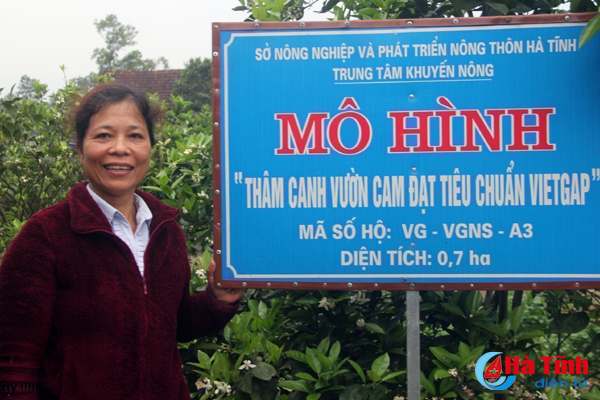 SỞ NÔNG NGHIỆP VÀ PHÁT TRIỂN NÔNG THÔN HÀ TĨNH
TRUNG TÂM KHUYẾN NÔNG
MÔ HÌNH
"THÂM CANH VƯỜN CAM ĐẠT TIÊU CHUẨN VIETGAP"
MÃ SỐ HỘ: VG - VGNS - A3
DIỆN TÍCH: 0,7 ha
Hà Tĩnh
điện tử